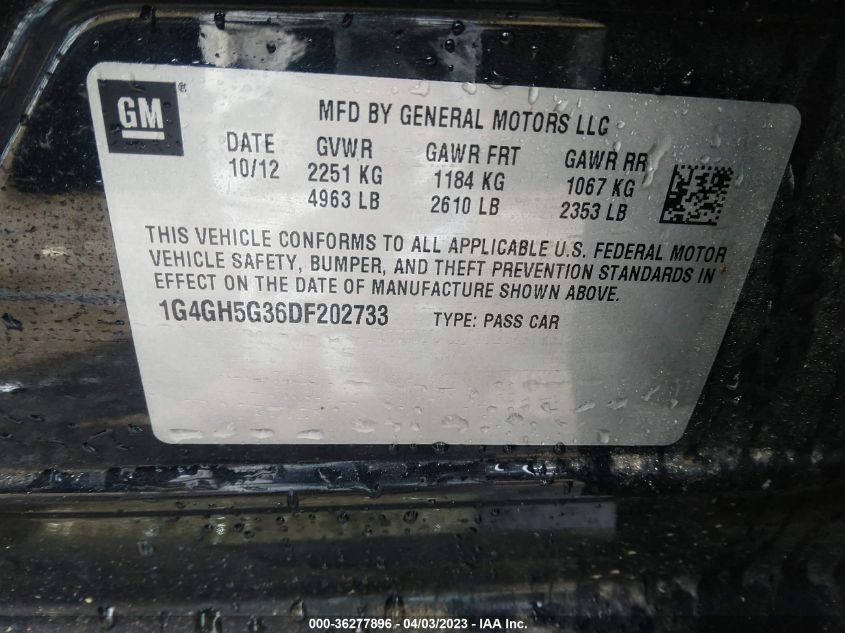 GM®
MFD BY GENERAL MOTORS LLC
DATE GVWR GAWR FRT GAWR RR
10/12 2251 KG 1184 KG 1067 KG
4963 LB 2610 LB 2353 LB
THIS VEHICLE CONFORMS TO ALL APPLICABLE U.S. FEDERAL MOTOR
VEHICLE SAFETY, BUMPER, AND THEFT PREVENTION STANDARDS IN
EFFECT ON THE DATE OF MANUFACTURE SHOWN ABOVE.
1G4GH5G36DF202733 TYPE: PASS CAR
000-36277896 - 04/03/2023 - IAA Inc.